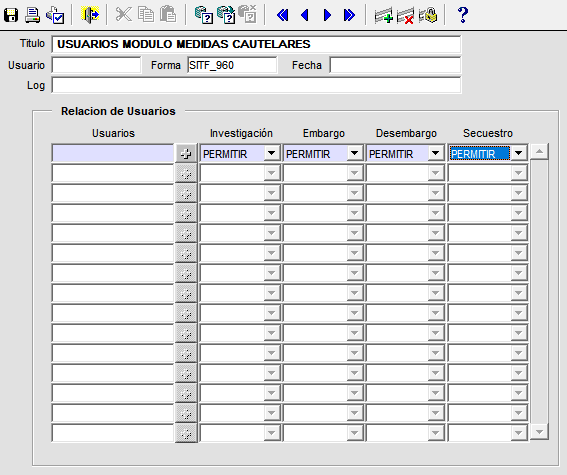 Titulo USUARIOS MODULO MEDIDAS CAUTELARES
Usuario Forma SITF_960 Fecha
Log
Relacion de Usuarios
Usuarios Investigación Embargo Desembargo Secuestro
PERMITIR PERMITIR PERMITIR PERMITIR